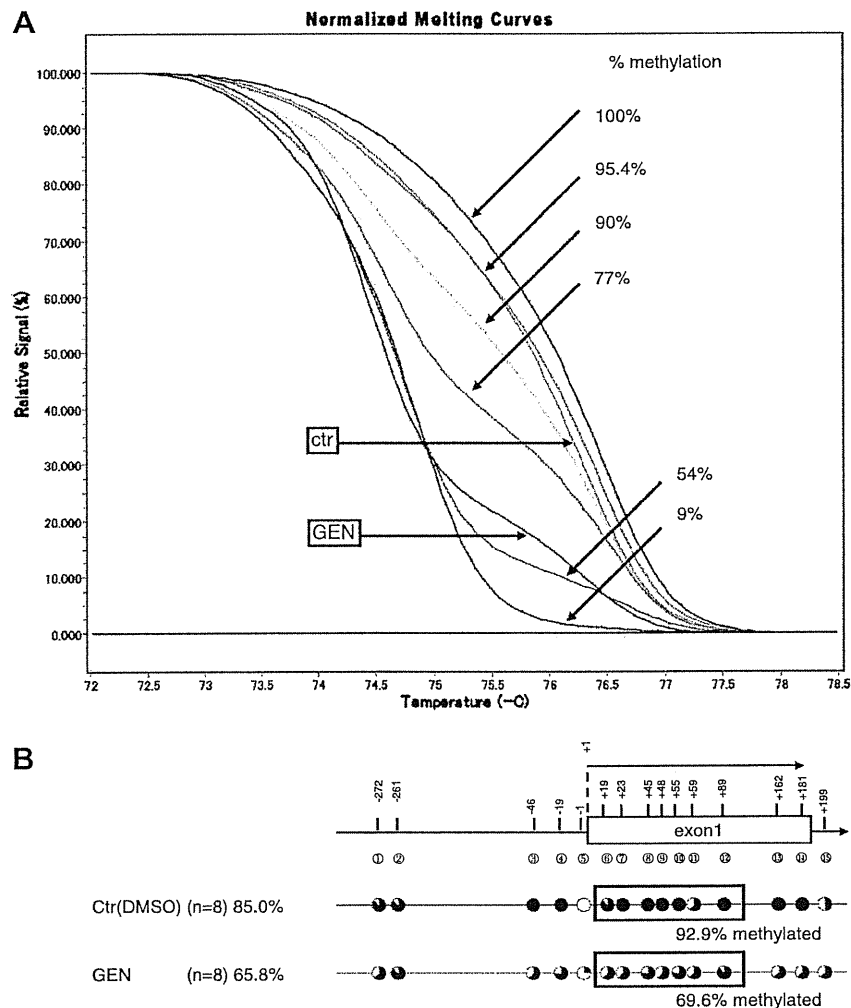 A
Normalized Melting Curves
% methylation
100%
95.4%
90%
77%
ctr
54%
9%
GEN
Relative Signal (%)
100.000
90.000
80.000
70.000
60.000
50.000
40.000
30.000
20.000
10.000
0.000
72 72.5 73 73.5 74 74.5 75 75.5 76 76.5 77 77.5 78 78.5
Temperature (-C)
B
-272 -261 -46 -19 -1 +1 +19 +23 +45 +48 +55 +59 +89 +162 +181 +199
exon1
① ② ③ ④ ⑤ ⑥ ⑦ ⑧ ⑨ ⑩ ⑪ ⑫ ⑬ ⑭ ⑮
Ctr(DMSO) (n=8) 85.0%
92.9% methylated
GEN (n=8) 65.8%
69.6% methylated